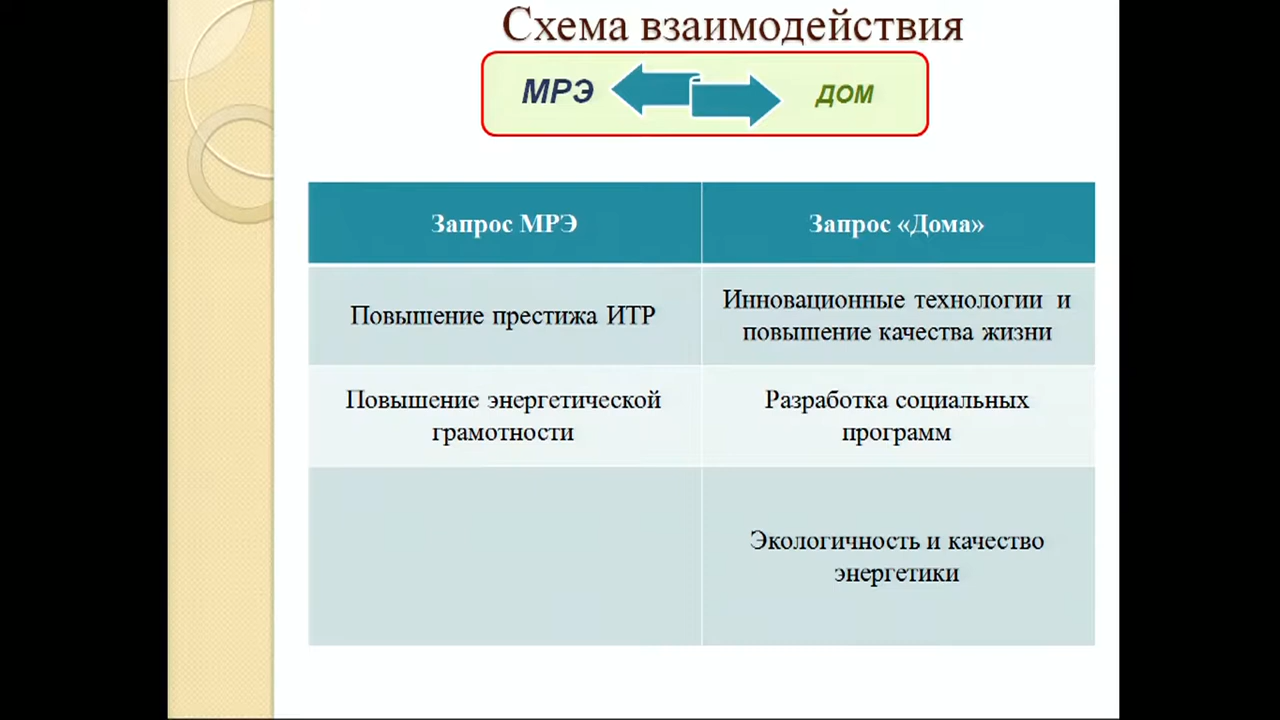 Схема взаимодействия
МРЭ ДОМ
Запрос МРЭ Запрос «Дома»
Повышение престижа ИТР
Инновационные технологии и
повышение качества жизни
Повышение энергетической
грамотности
Разработка социальных
программ
Экологичность и качество
энергетики